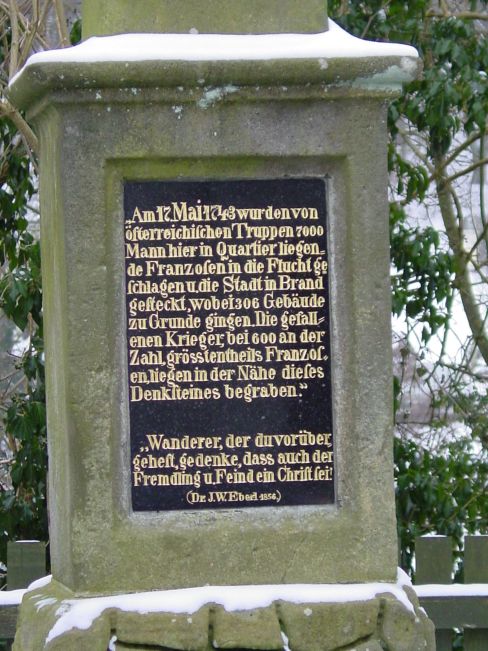 „Am 17. Mai 1743 wurden von
öſterreichiſchen Truppen 7000
Mann hier in Quartier liegen=
de Franzoſen in die Flucht ge
ſchlagen u. die Stadt in Brand
geſteckt, wobei 306 Gebäude
zu Grunde gingen. Die gefall=
enen Krieger, bei 600 an der
Zahl, grösstentheils Franzoſ=
en, liegen in der Nähe dieſes
Denkſteines begraben."
„Wanderer, der du vorüber,
geheſt, gedenke, dass auch der
Fremdling u. Feind ein Chriſt ſei!"
(Dr. J.W. Eberl 1856.)